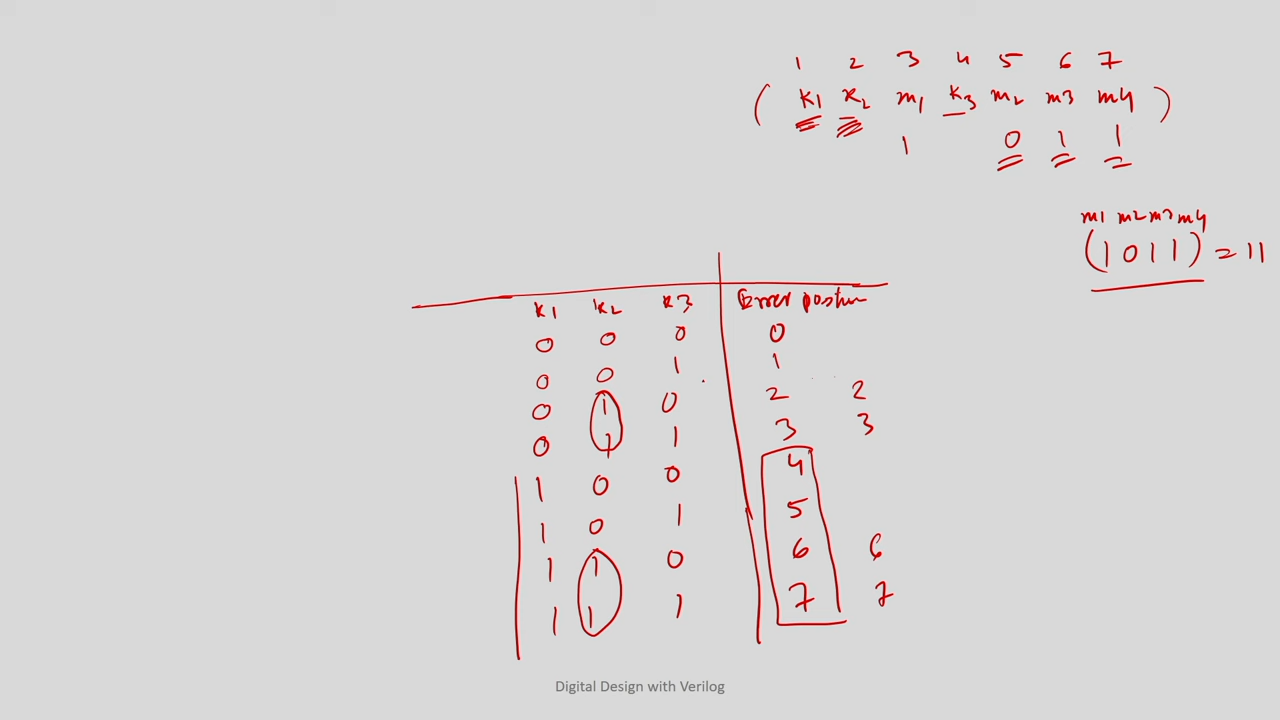 1 2 3 4 5 6 7
( K1 K2 m1 K3 m2 m3 m4 )
1 0 1 1
m1 m2 m3 m4
(1 0 1 1) = 11
K1 K2 K3 Error position
0 0 0 0
0 0 1 1
0 1 0 2 2
0 1 1 3 3
1 0 0 4
1 0 1 5
1 1 0 6 6
1 1 1 7 7
Digital Design with Verilog